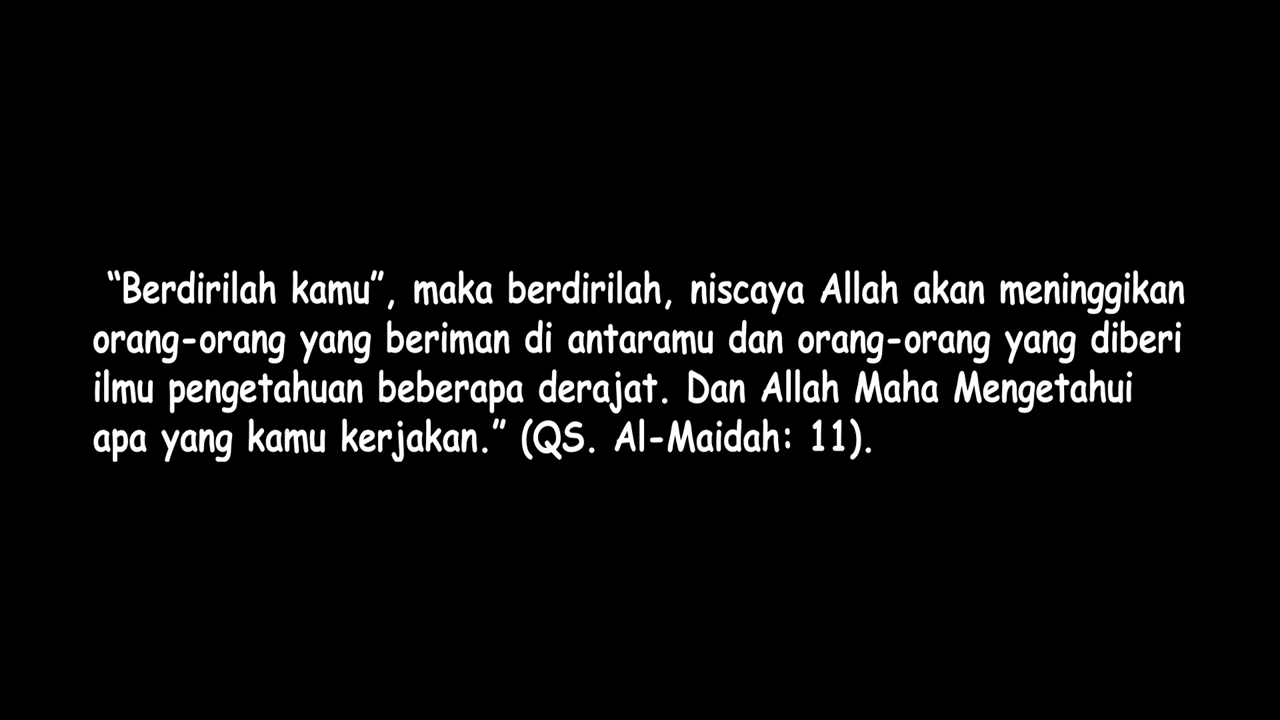 “Berdirilah kamu”, maka berdirilah, niscaya Allah akan meninggikan
orang-orang yang beriman di antaramu dan orang-orang yang diberi
ilmu pengetahuan beberapa derajat. Dan Allah Maha Mengetahui
apa yang kamu kerjakan.” (QS. Al-Maidah: 11).